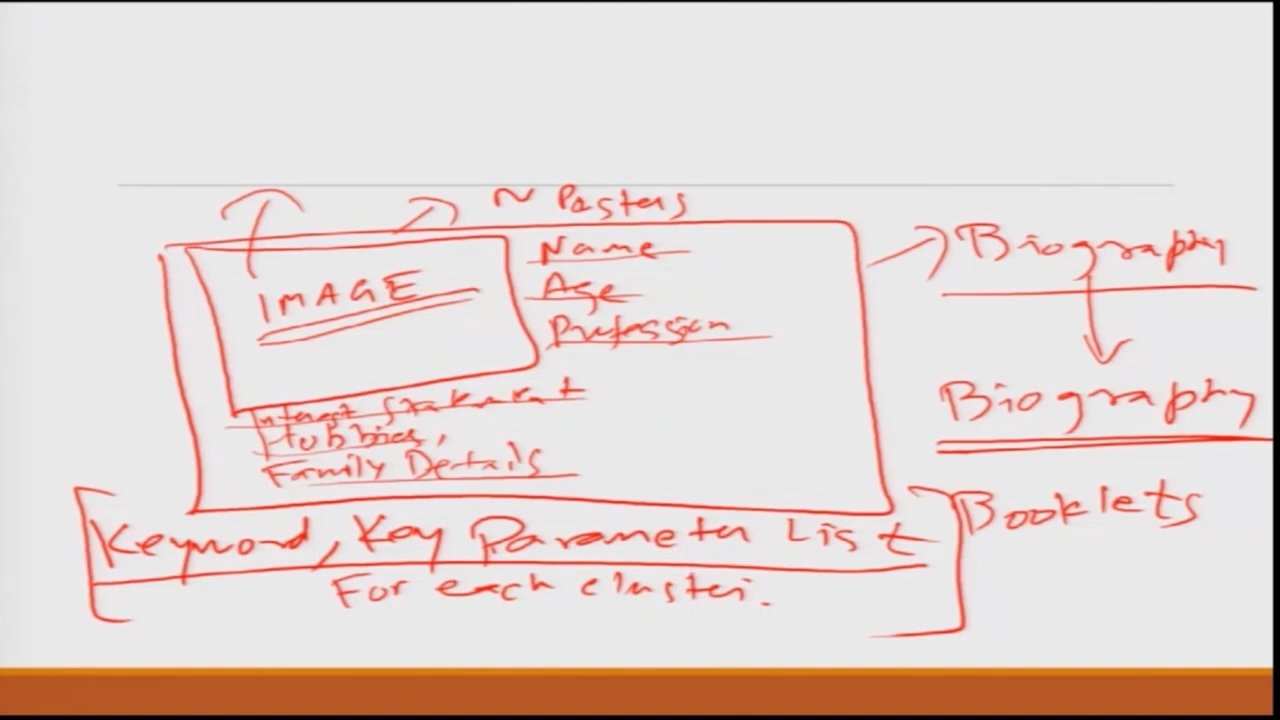 ~ Posters
IMAGE
Name
Age
Profession
Interest Statement
Hobbies,
Family Details
Biography
Biography
Booklets
Keyword, Key Parameter List
For each cluster.